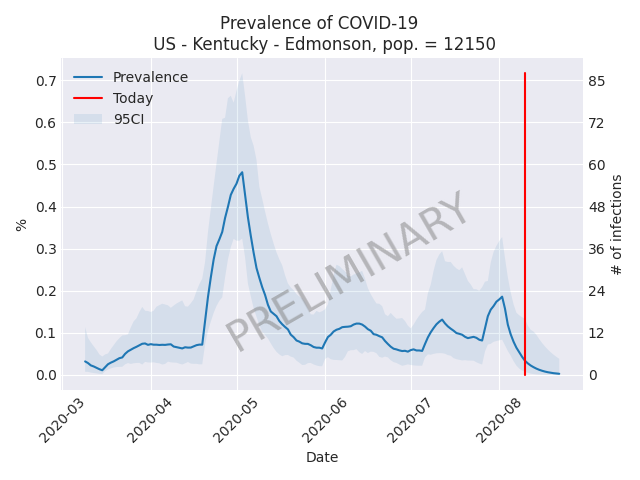 Prevalence of COVID-19
US - Kentucky - Edmonson, pop. = 12150
Prevalence
Today
95CI
PRELIMINARY
%
0.7
0.6
0.5
0.4
0.3
0.2
0.1
0.0
# of infections
85
72
60
48
36
24
12
0
2020-03
2020-04
2020-05
2020-06
2020-07
2020-08
Date